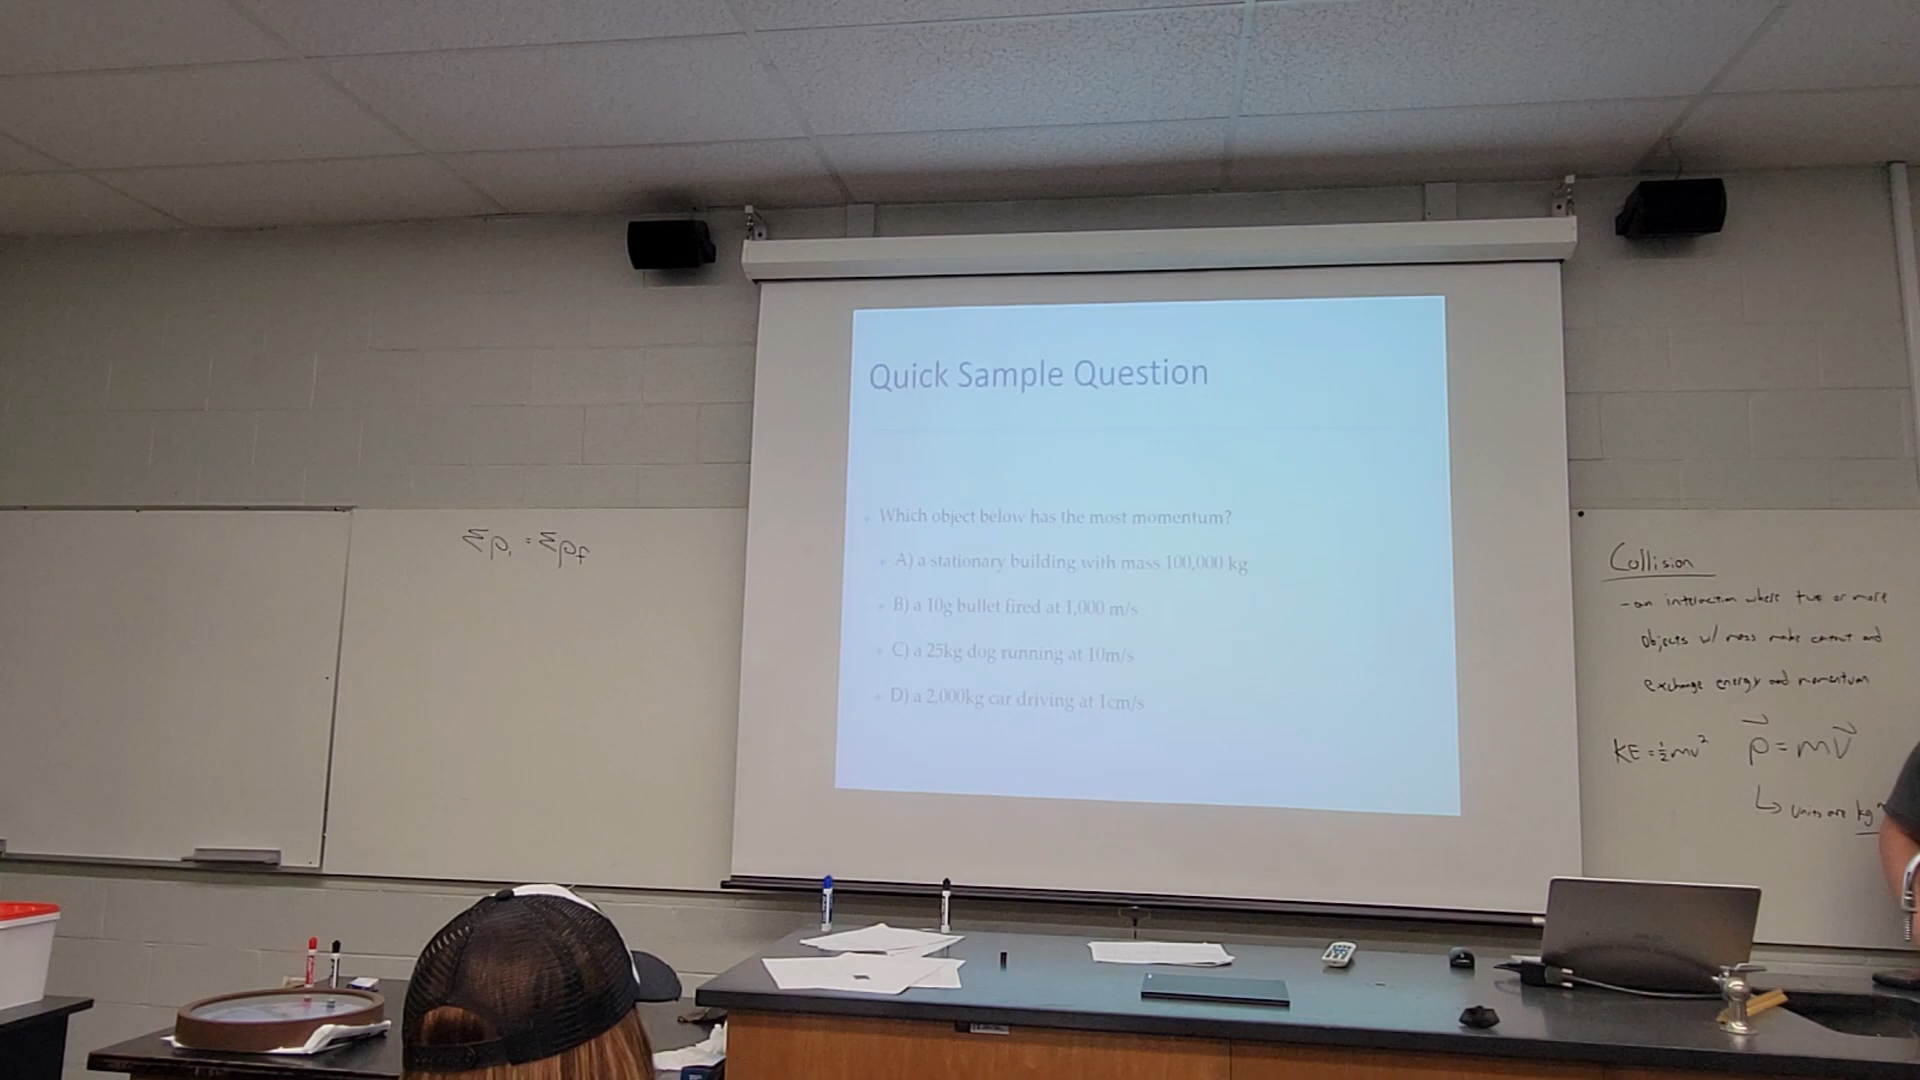 Quick Sample Question
Which object below has the most momentum?
A) a stationary building with mass 100,000 kg
B) a 10g bullet fired at 1,000 m/s
C) a 25kg dog running at 10m/s
D) a 2,000kg car driving at 1cm/s
Σpᵢ = Σp_f
Collision
- an interaction where two or more
objects w/ mass make contact and
exchange energy and momentum
KE = ½mv² p⃗ = mv⃗
↳ Units are kg